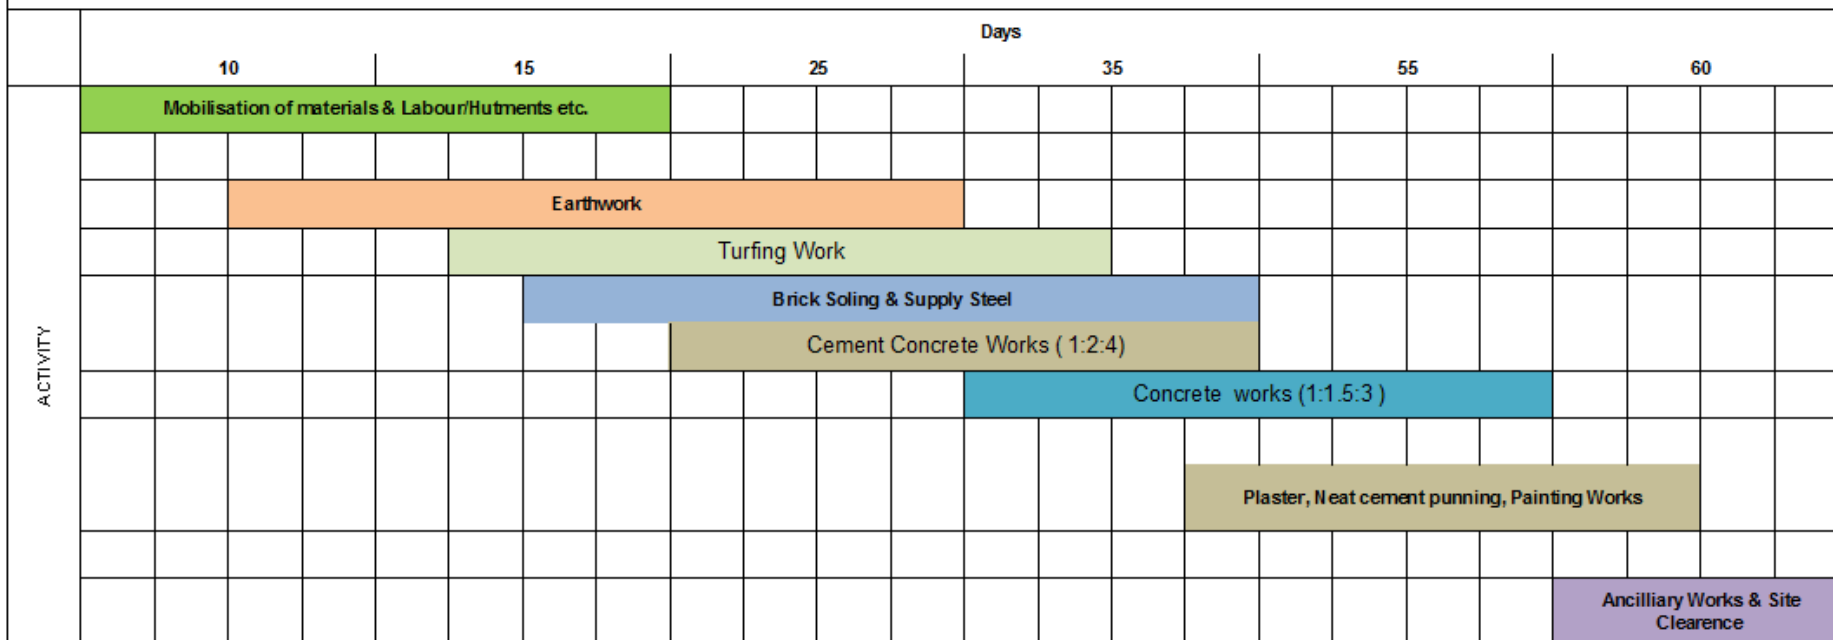 Days
10 15 25 35 55 60
Mobilisation of materials & Labour/Hutments etc.
Earthwork
Turfing Work
Brick Soling & Supply Steel
Cement Concrete Works ( 1:2:4)
ACTIVITY
Concrete works (1:1.5:3 )
Plaster, Neat cement punning, Painting Works
Ancilliary Works & Site
Clearence